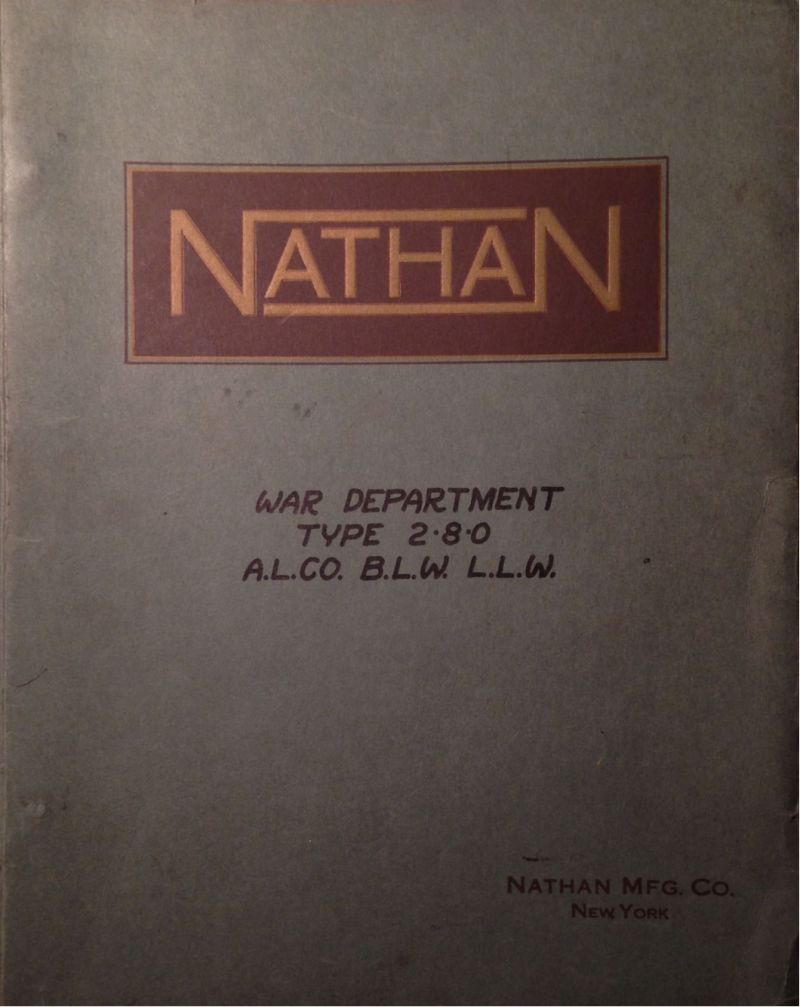 NATHAN
WAR DEPARTMENT
TYPE 2·8·0
A.L.CO. B.L.W. L.L.W.
NATHAN MFG. CO.
NEW YORK